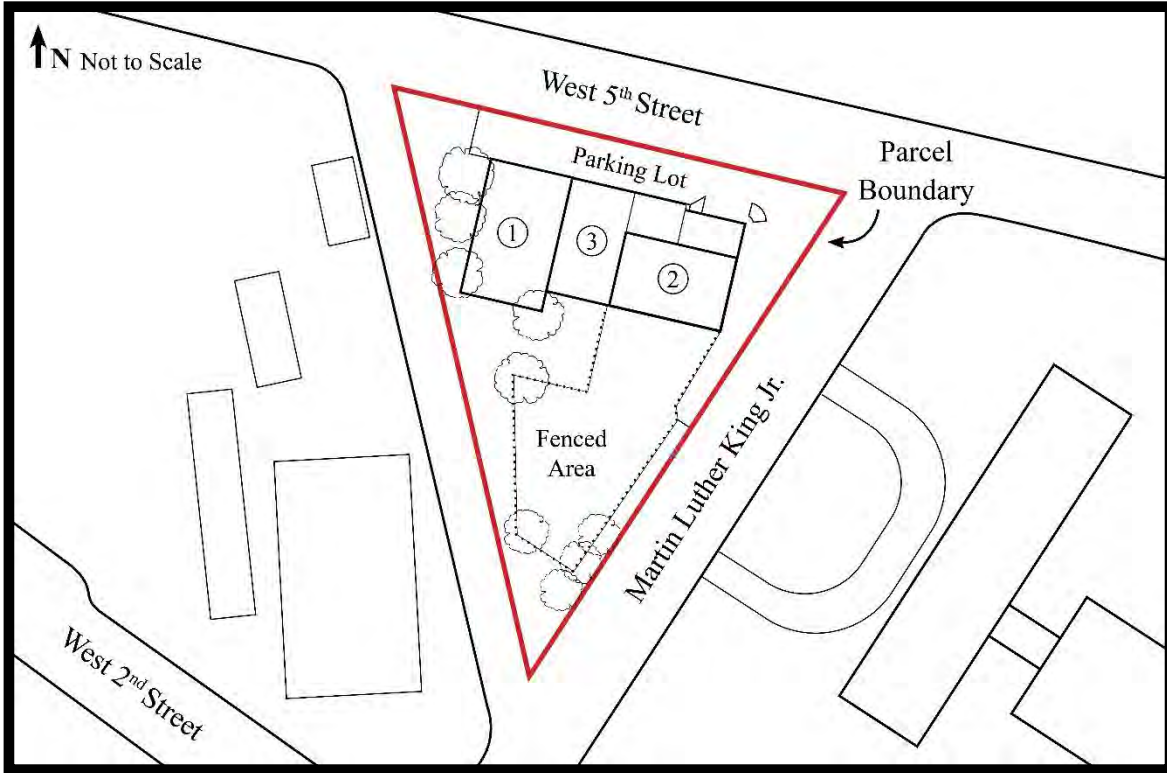 N Not to Scale
West 5th Street
Parking Lot
Parcel
Boundary
1
3
2
Fenced
Area
Martin Luther King Jr.
West 2nd Street